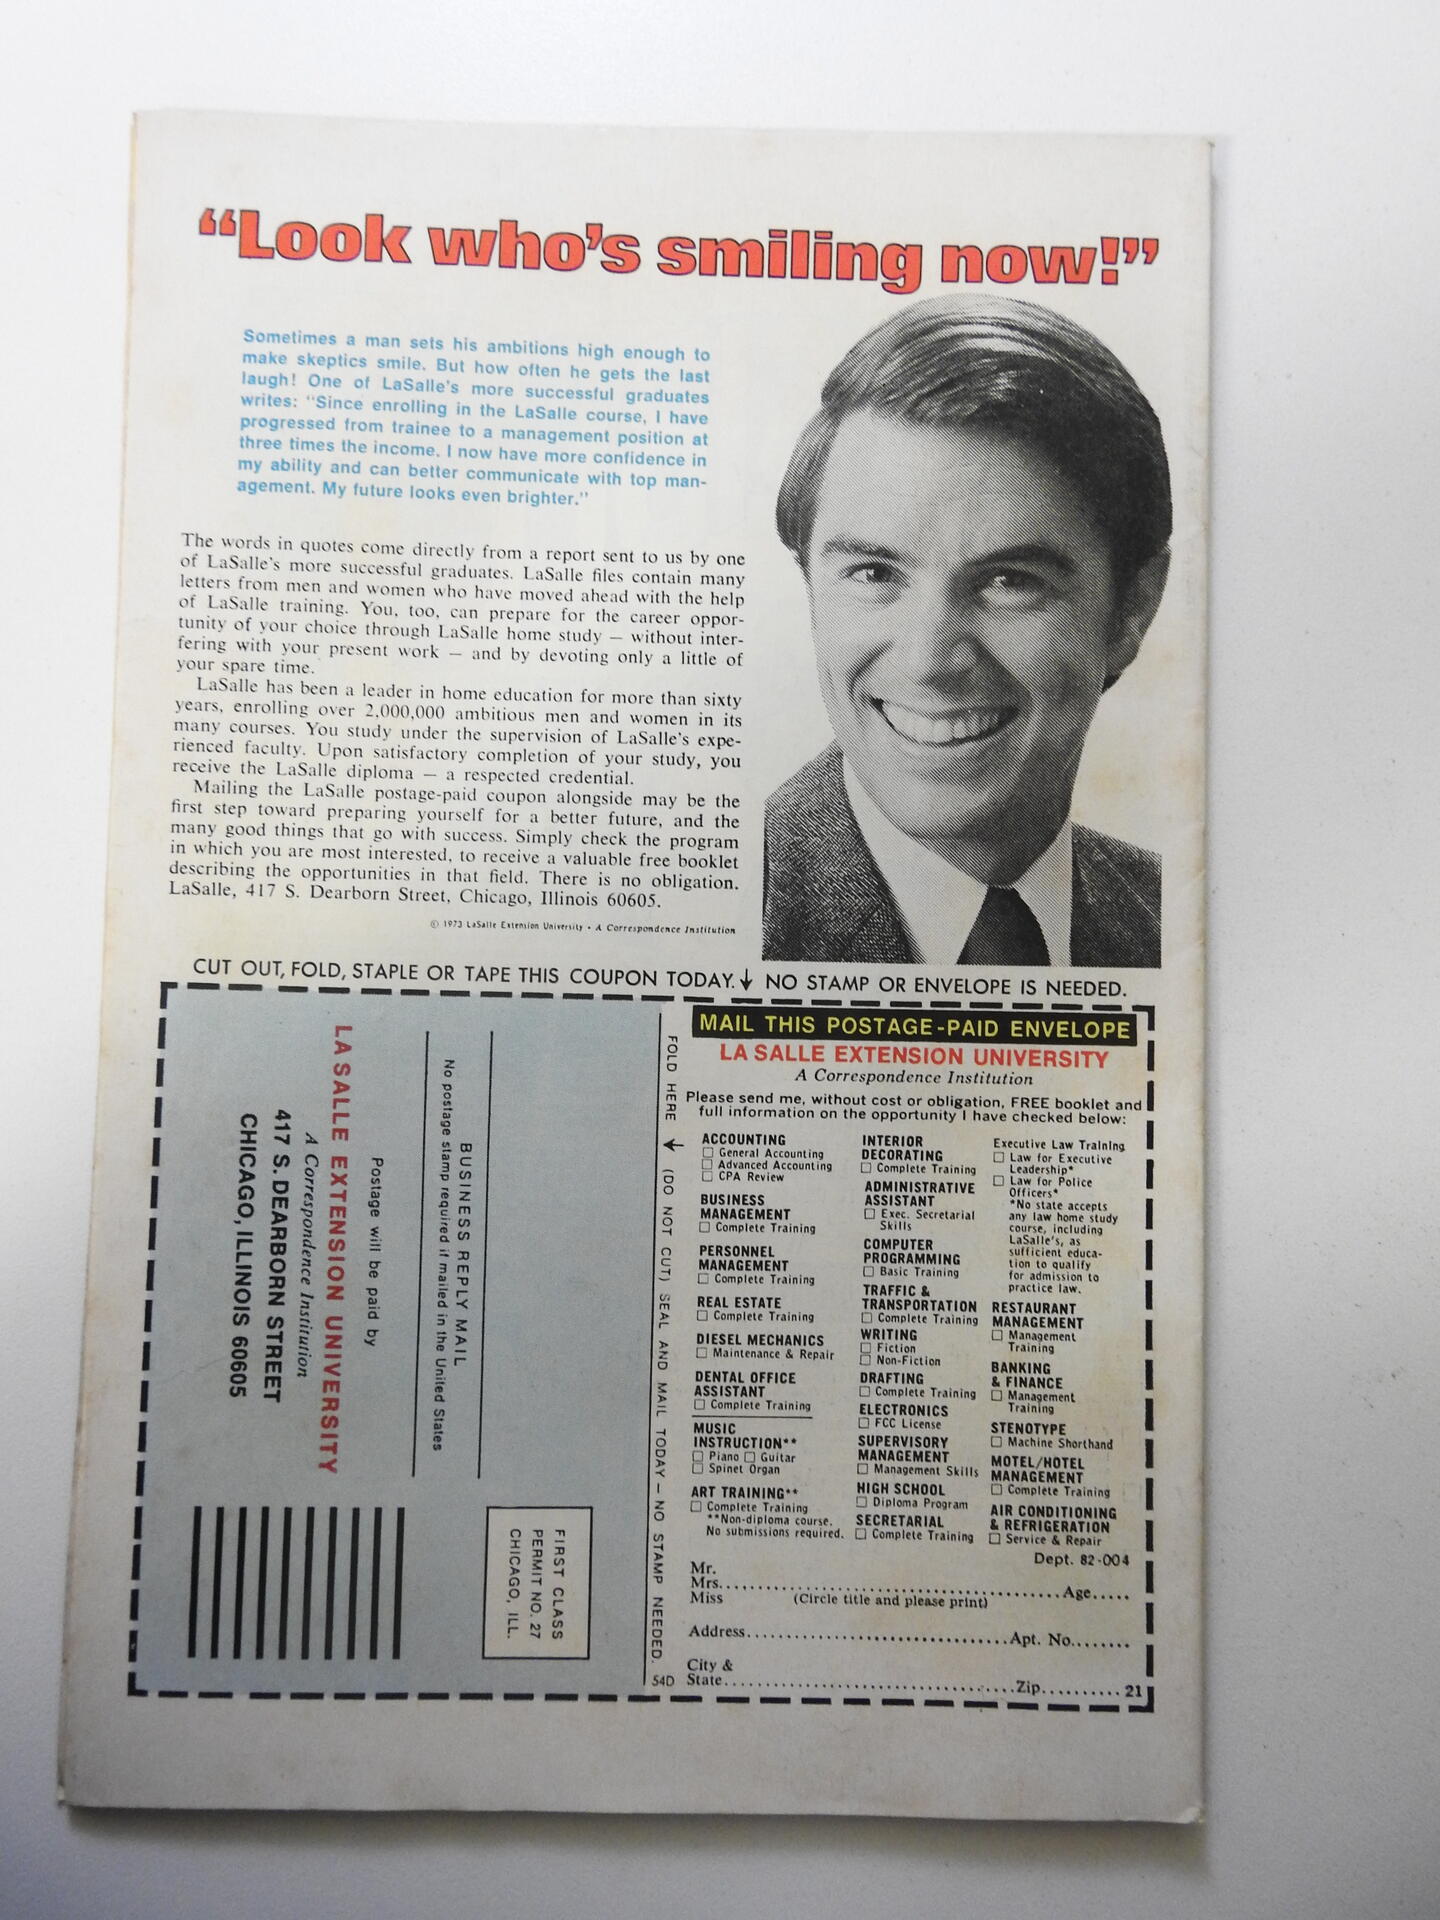 “Look who’s smiling now!”
Sometimes a man sets his ambitions high enough to
make skeptics smile. But how often he gets the last
laugh! One of LaSalle's more successful graduates
writes: "Since enrolling in the LaSalle course, I have
progressed from trainee to a management position at
three times the income. I now have more confidence in
my ability and can better communicate with top man-
agement. My future looks even brighter."
The words in quotes come directly from a report sent to us by one
of LaSalle's more successful graduates. LaSalle files contain many
letters from men and women who have moved ahead with the help
of LaSalle training. You, too, can prepare for the career oppor-
tunity of your choice through LaSalle home study — without inter-
fering with your present work — and by devoting only a little of
your spare time.
LaSalle has been a leader in home education for more than sixty
years, enrolling over 2,000,000 ambitious men and women in its
many courses. You study under the supervision of LaSalle's expe-
rienced faculty. Upon satisfactory completion of your study, you
receive the LaSalle diploma — a respected credential.
Mailing the LaSalle postage-paid coupon alongside may be the
first step toward preparing yourself for a better future, and the
many good things that go with success. Simply check the program
in which you are most interested, to receive a valuable free booklet
describing the opportunities in that field. There is no obligation.
LaSalle, 417 S. Dearborn Street, Chicago, Illinois 60605.
© 1973 LaSalle Extension University • A Correspondence Institution
CUT OUT, FOLD, STAPLE OR TAPE THIS COUPON TODAY. ↓ NO STAMP OR ENVELOPE IS NEEDED.
FIRST CLASS
PERMIT NO. 27
CHICAGO, ILL.
BUSINESS REPLY MAIL
No postage stamp required if mailed in the United States
Postage will be paid by
LA SALLE EXTENSION UNIVERSITY
A Correspondence Institution
417 S. DEARBORN STREET
CHICAGO, ILLINOIS 60605
FOLD HERE → (DO NOT CUT) SEAL AND MAIL TODAY — NO STAMP NEEDED.
54D
MAIL THIS POSTAGE-PAID ENVELOPE
LA SALLE EXTENSION UNIVERSITY
A Correspondence Institution
Please send me, without cost or obligation, FREE booklet and
full information on the opportunity I have checked below:
ACCOUNTING
☐ General Accounting
☐ Advanced Accounting
☐ CPA Review
BUSINESS
MANAGEMENT
☐ Complete Training
PERSONNEL
MANAGEMENT
☐ Complete Training
REAL ESTATE
☐ Complete Training
DIESEL MECHANICS
☐ Maintenance & Repair
DENTAL OFFICE
ASSISTANT
☐ Complete Training
MUSIC
INSTRUCTION**
☐ Piano ☐ Guitar
☐ Spinet Organ
ART TRAINING**
☐ Complete Training
**Non-diploma course.
No submissions required.
INTERIOR
DECORATING
☐ Complete Training
ADMINISTRATIVE
ASSISTANT
☐ Exec. Secretarial
Skills
COMPUTER
PROGRAMMING
☐ Basic Training
TRAFFIC &
TRANSPORTATION
☐ Complete Training
WRITING
☐ Fiction
☐ Non-Fiction
DRAFTING
☐ Complete Training
ELECTRONICS
☐ FCC License
SUPERVISORY
MANAGEMENT
☐ Management Skills
HIGH SCHOOL
☐ Diploma Program
SECRETARIAL
☐ Complete Training
Executive Law Training
☐ Law for Executive
Leadership*
☐ Law for Police
Officers*
*No state accepts
any law home study
course, including
LaSalle's, as
sufficient educa-
tion to qualify
for admission to
practice law.
RESTAURANT
MANAGEMENT
☐ Management
Training
BANKING
& FINANCE
☐ Management
Training
STENOTYPE
☐ Machine Shorthand
MOTEL/HOTEL
MANAGEMENT
☐ Complete Training
AIR CONDITIONING
& REFRIGERATION
☐ Service & Repair
Dept. 82-004
Mr.
Mrs.................................................Age.....
Miss (Circle title and please print)
Address....................................Apt. No........
City &
State.......................................Zip.......... 21